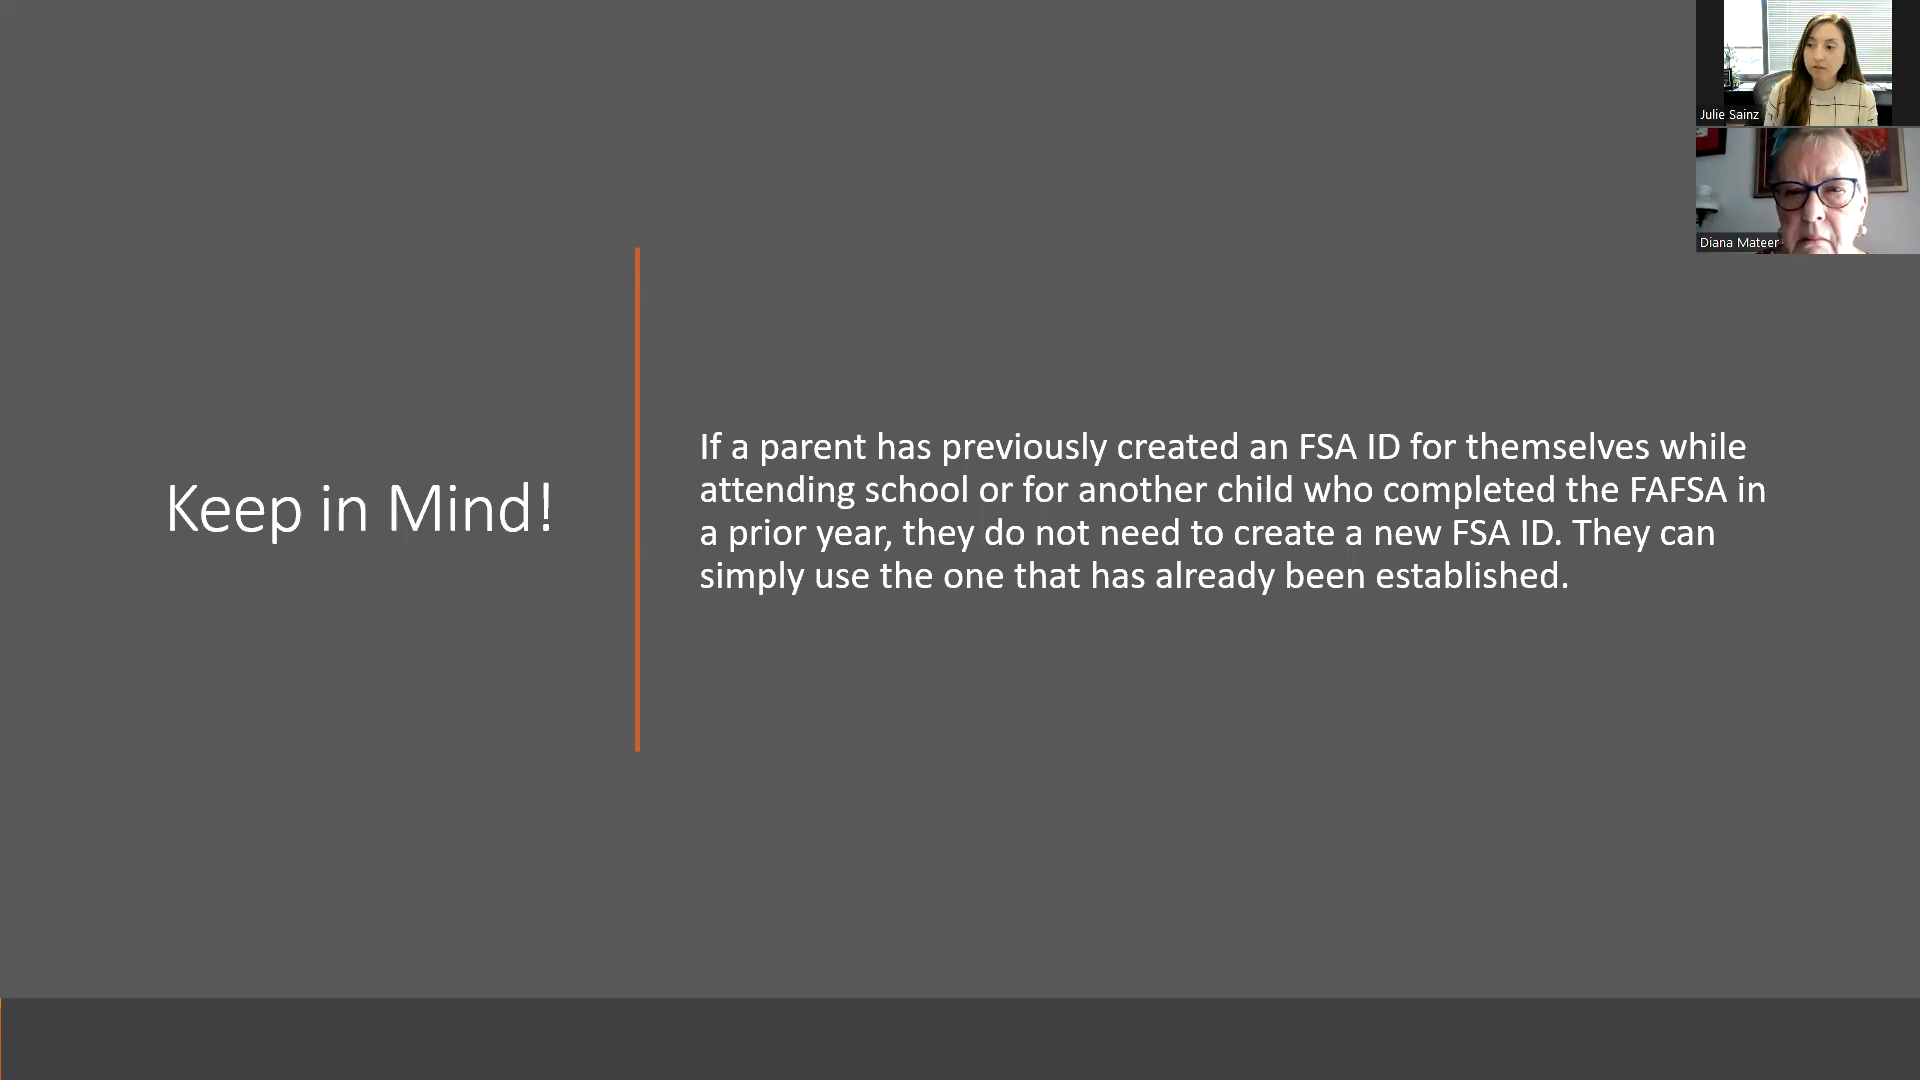 Julie Sainz
Diana Mateer
Keep in Mind!
If a parent has previously created an FSA ID for themselves while
attending school or for another child who completed the FAFSA in
a prior year, they do not need to create a new FSA ID. They can
simply use the one that has already been established.